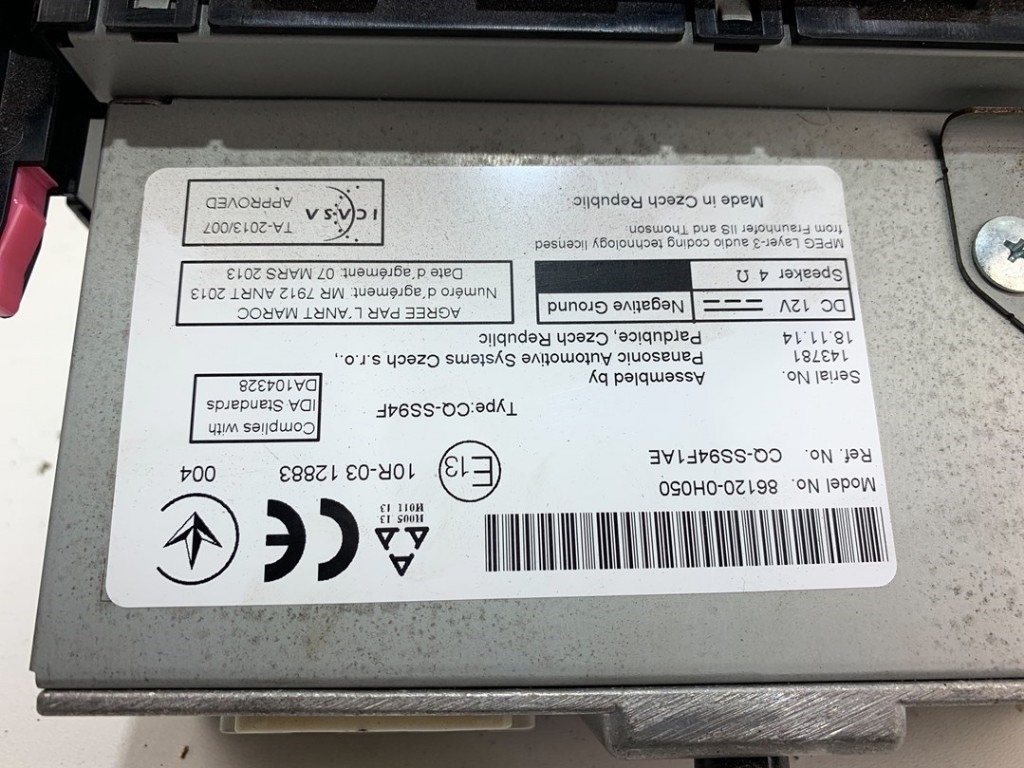 Model No. 86120-0H050
Ref. No. CQ-SS94F1AE
H005 13
H011 13
CE
E13
10R-03 12883
004
Type:CQ-SS94F
Complies with
IDA Standards
DA104328
Serial No.
143781
18.11.14
Assembled by
Panasonic Automotive Systems Czech s.r.o.,
Pardubice, Czech Republic
DC 12V
Negative Ground
Speaker 4 Ω
AGREE PAR L'ANRT MAROC
Numéro d'agrément: MR 7912 ANRT 2013
Date d'agrément: 07 MARS 2013
MPEG Layer-3 audio coding technology licensed
from Fraunhofer IIS and Thomson.
Made in Czech Republic
ICASA
TA-2013/007
APPROVED